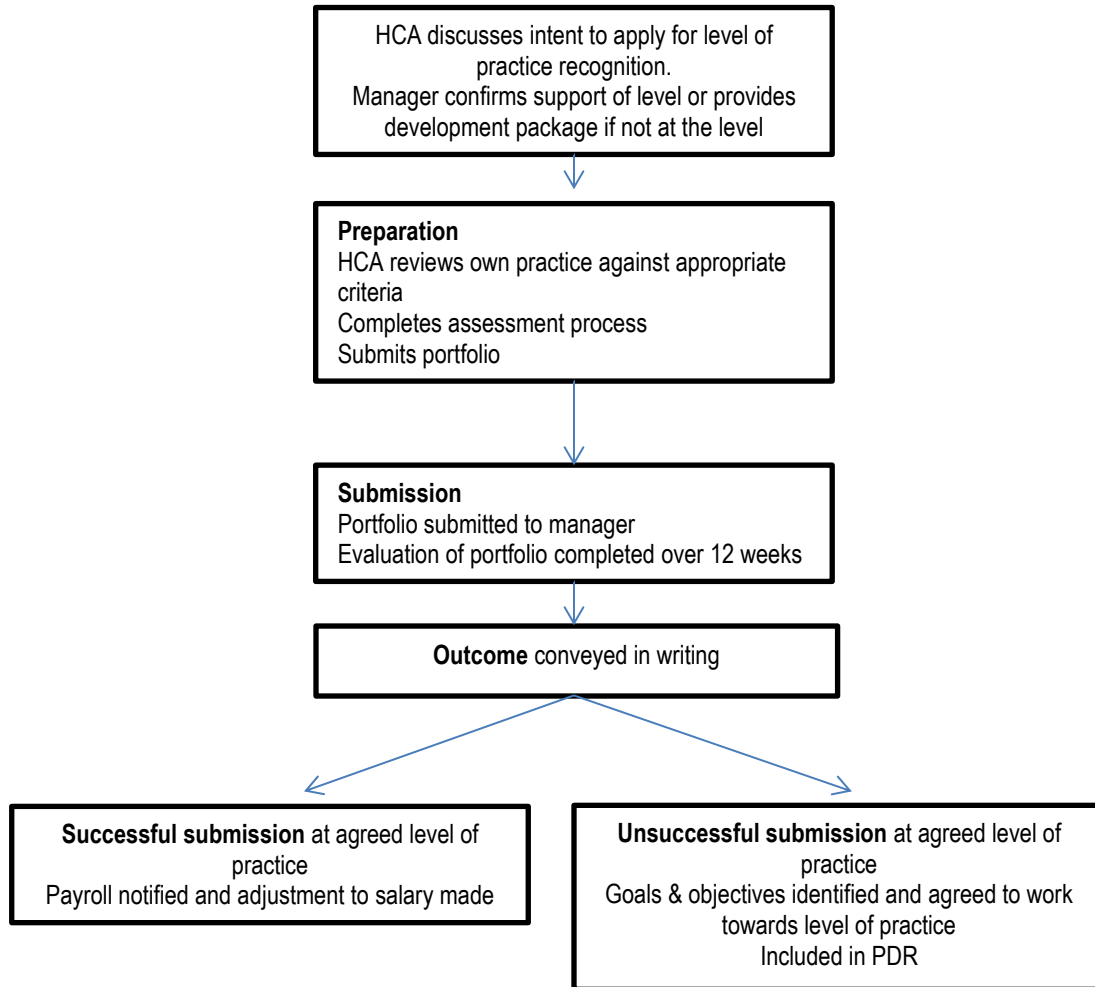 HCA discusses intent to apply for level of
practice recognition.
Manager confirms support of level or provides
development package if not at the level
Preparation
HCA reviews own practice against appropriate
criteria
Completes assessment process
Submits portfolio
Submission
Portfolio submitted to manager
Evaluation of portfolio completed over 12 weeks
Outcome conveyed in writing
Successful submission at agreed level of
practice
Payroll notified and adjustment to salary made
Unsuccessful submission at agreed level of
practice
Goals & objectives identified and agreed to work
towards level of practice
Included in PDR